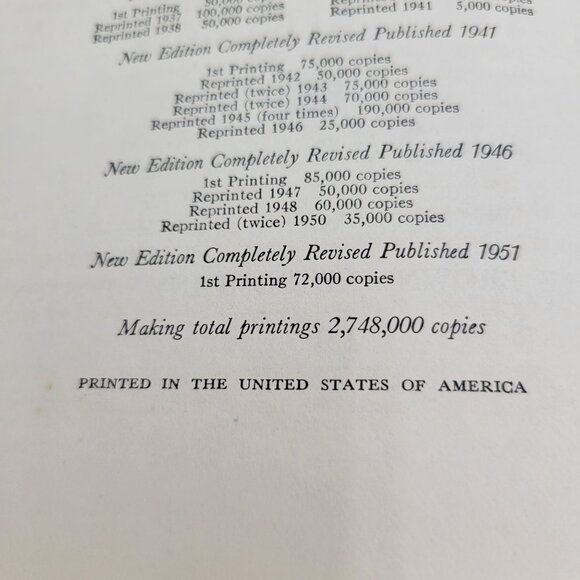 1st Printing 50,000 copies
Reprinted 1937 100,000 copies
Reprinted 1938 50,000 copies
Reprinted 1941 5,000 copies
New Edition Completely Revised Published 1941
1st Printing 75,000 copies
Reprinted 1942 50,000 copies
Reprinted (twice) 1943 75,000 copies
Reprinted (twice) 1944 70,000 copies
Reprinted 1945 (four times) 190,000 copies
Reprinted 1946 25,000 copies
New Edition Completely Revised Published 1946
1st Printing 85,000 copies
Reprinted 1947 50,000 copies
Reprinted 1948 60,000 copies
Reprinted (twice) 1950 35,000 copies
New Edition Completely Revised Published 1951
1st Printing 72,000 copies
Making total printings 2,748,000 copies
PRINTED IN THE UNITED STATES OF AMERICA